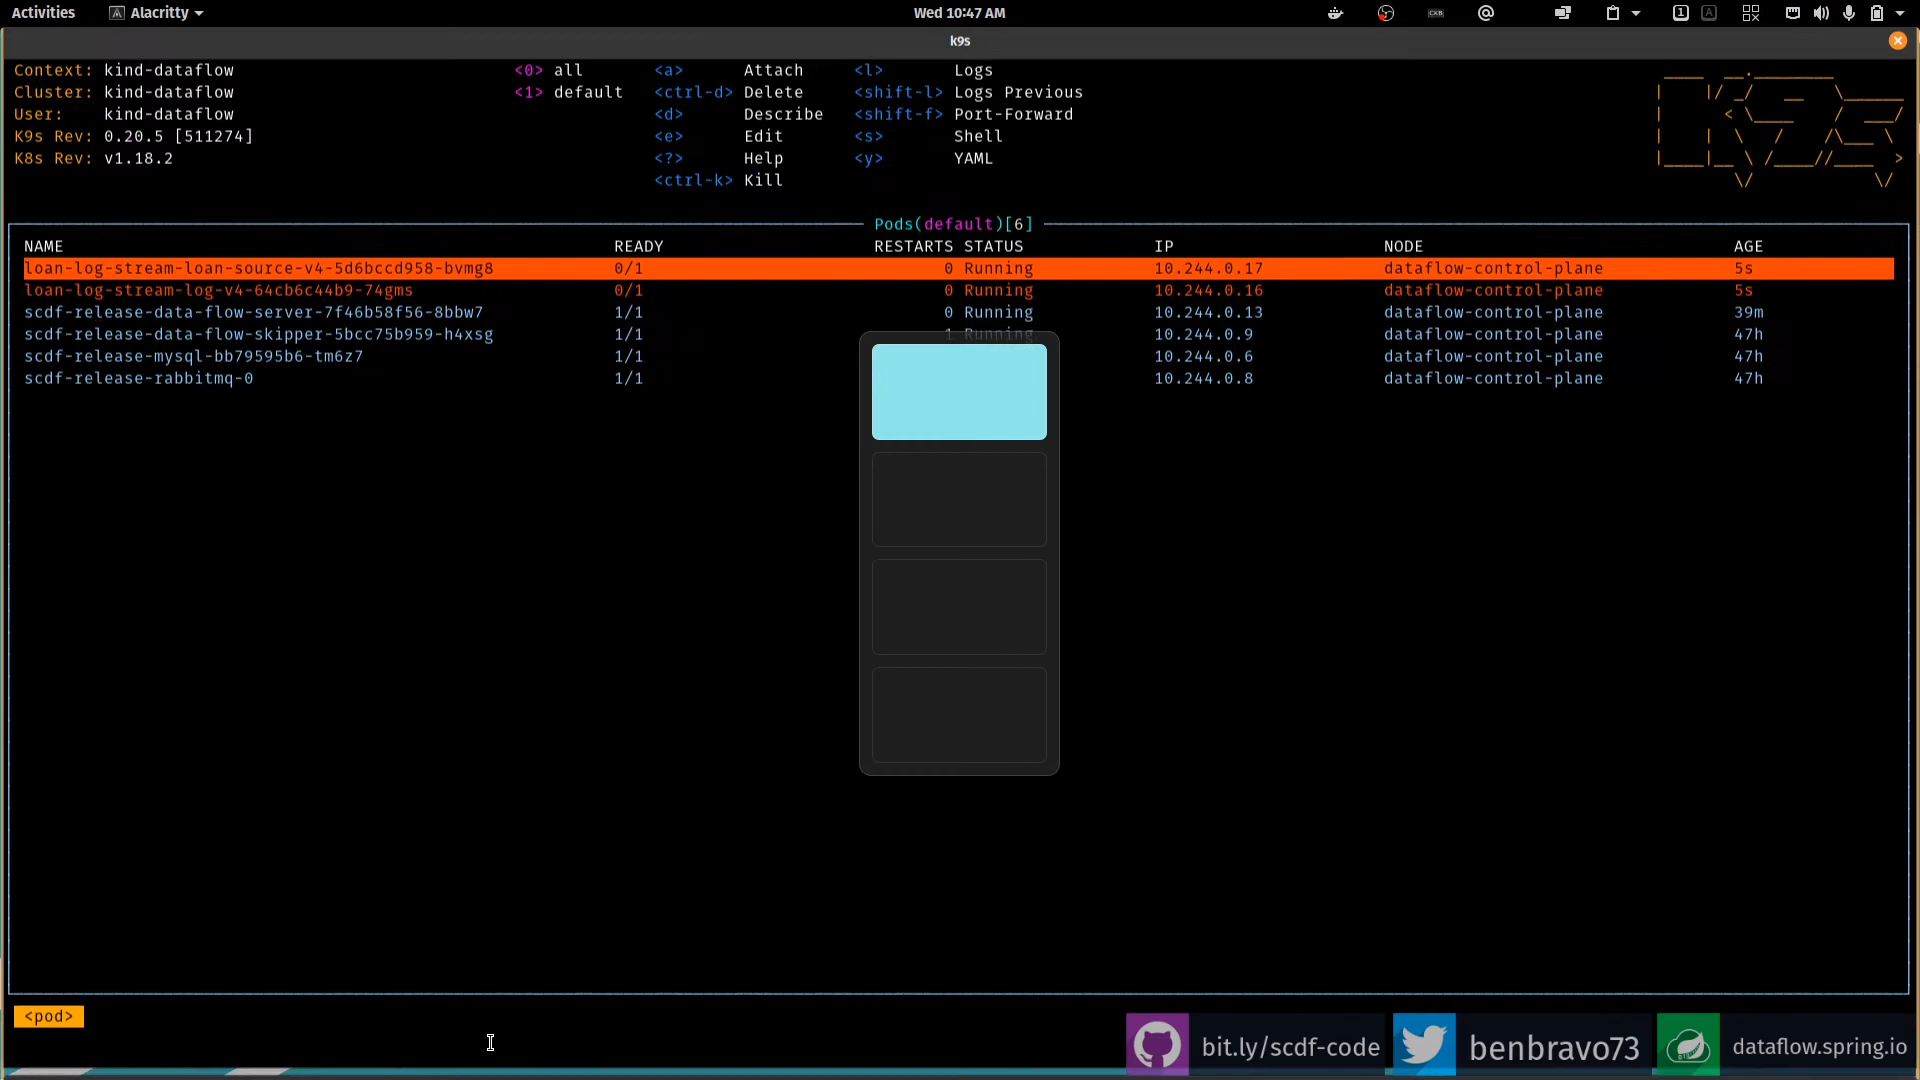 Activities Alacritty Wed 10:47 AM CKB @ 1 A
k9s
Context: kind-dataflow <0> all <a> Attach <l> Logs
Cluster: kind-dataflow <1> default <ctrl-d> Delete <shift-l> Logs Previous
User: kind-dataflow <d> Describe <shift-f> Port-Forward
K9s Rev: 0.20.5 [511274] <e> Edit <s> Shell
K8s Rev: v1.18.2 <?> Help <y> YAML
<ctrl-k> Kill
Pods(default)[6]
NAME READY RESTARTS STATUS IP NODE AGE
loan-log-stream-loan-source-v4-5d6bccd958-bvmg8 0/1 0 Running 10.244.0.17 dataflow-control-plane 5s
loan-log-stream-log-v4-64cb6c44b9-74gms 0/1 0 Running 10.244.0.16 dataflow-control-plane 5s
scdf-release-data-flow-server-7f46b58f56-8bbw7 1/1 0 Running 10.244.0.13 dataflow-control-plane 39m
scdf-release-data-flow-skipper-5bcc75b959-h4xsg 1/1 1 Running 10.244.0.9 dataflow-control-plane 47h
scdf-release-mysql-bb79595b6-tm6z7 1/1 10.244.0.6 dataflow-control-plane 47h
scdf-release-rabbitmq-0 1/1 10.244.0.8 dataflow-control-plane 47h
<pod>
bit.ly/scdf-code benbravo73 dataflow.spring.io